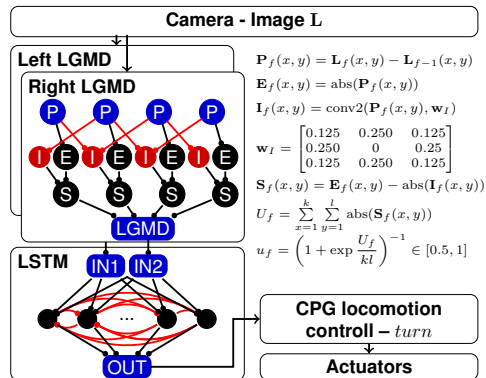 Camera - Image L
Left LGMD
Right LGMD
P P P P
I E I E I E I E
S S S S
LGMD
LSTM
IN1 IN2
...
OUT
P_f(x, y) = L_f(x, y) − L_{f−1}(x, y)
E_f(x, y) = abs(P_f(x, y))
I_f(x, y) = conv2(P_f(x, y), w_I)
w_I = [0.125 0.250 0.125
0.250 0 0.25
0.125 0.250 0.125]
S_f(x, y) = E_f(x, y) − abs(I_f(x, y))
U_f = ∑_{x=1}^{k} ∑_{y=1}^{l} abs(S_f(x, y))
u_f = (1 + exp U_f/kl)^{−1} ∈ [0.5, 1]
CPG locomotion
controll – turn
Actuators